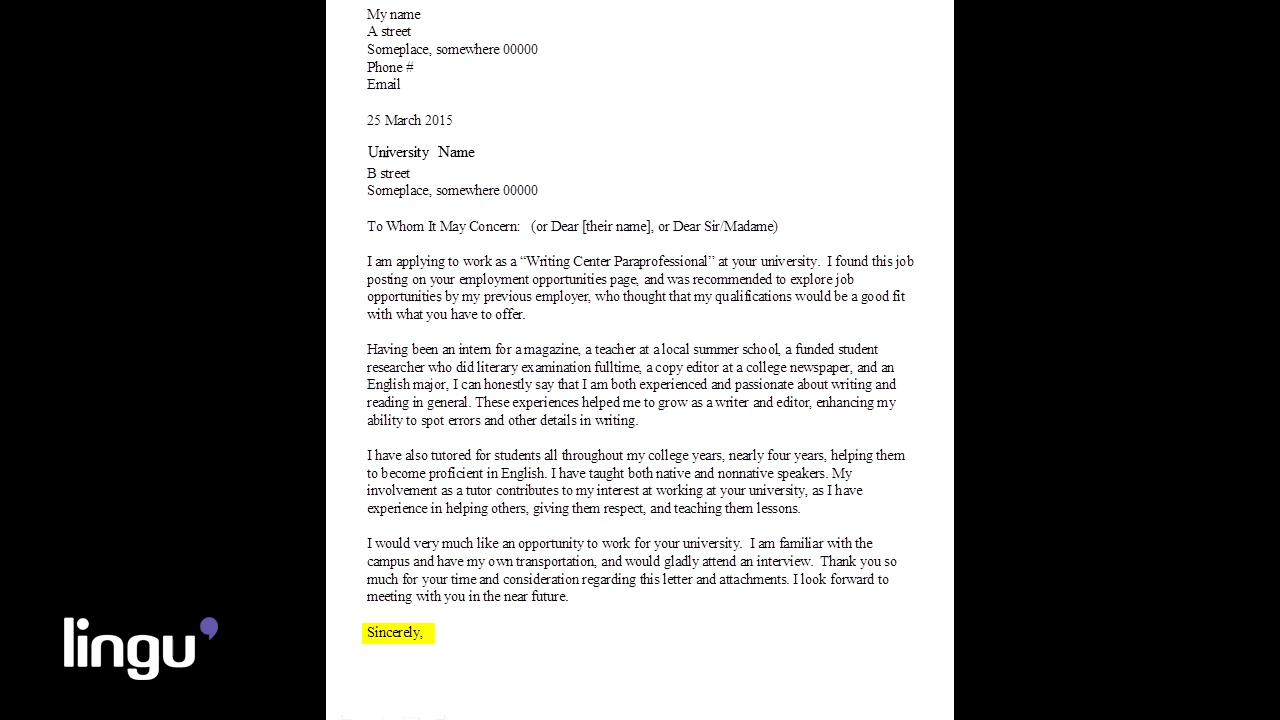 My name
A street
Someplace, somewhere 00000
Phone #
Email
25 March 2015
University Name
B street
Someplace, somewhere 00000
To Whom It May Concern: (or Dear [their name], or Dear Sir/Madame)
I am applying to work as a “Writing Center Paraprofessional” at your university. I found this job
posting on your employment opportunities page, and was recommended to explore job
opportunities by my previous employer, who thought that my qualifications would be a good fit
with what you have to offer.
Having been an intern for a magazine, a teacher at a local summer school, a funded student
researcher who did literary examination fulltime, a copy editor at a college newspaper, and an
English major, I can honestly say that I am both experienced and passionate about writing and
reading in general. These experiences helped me to grow as a writer and editor, enhancing my
ability to spot errors and other details in writing.
I have also tutored for students all throughout my college years, nearly four years, helping them
to become proficient in English. I have taught both native and nonnative speakers. My
involvement as a tutor contributes to my interest at working at your university, as I have
experience in helping others, giving them respect, and teaching them lessons.
I would very much like an opportunity to work for your university. I am familiar with the
campus and have my own transportation, and would gladly attend an interview. Thank you so
much for your time and consideration regarding this letter and attachments. I look forward to
meeting with you in the near future.
Sincerely,
lingu